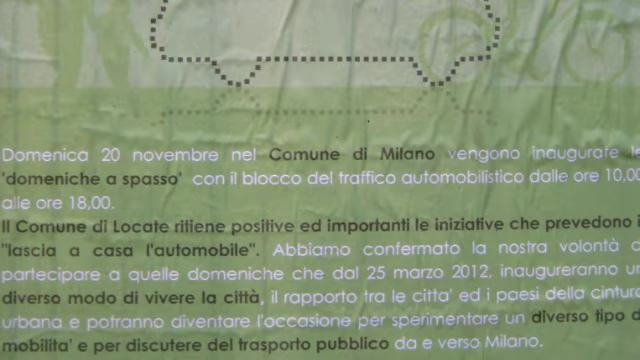 Domenica 20 novembre nel Comune di Milano vengono inaugurate le
'domeniche a spasso' con il blocco del traffico automobilistico dalle ore 10,00
alle ore 18,00.
Il Comune di Locate ritiene positive ed importanti le iniziative che prevedono
"lascia a casa l'automobile". Abbiamo confermato la nostra volontà
partecipare a quelle domeniche che dal 25 marzo 2012, inaugureranno un
diverso modo di vivere la città, il rapporto tra le citta' ed i paesi della cintura
urbana e potranno diventare l'occasione per sperimentare un diverso tipo
mobilita' e per discutere del trasporto pubblico da e verso Milano.